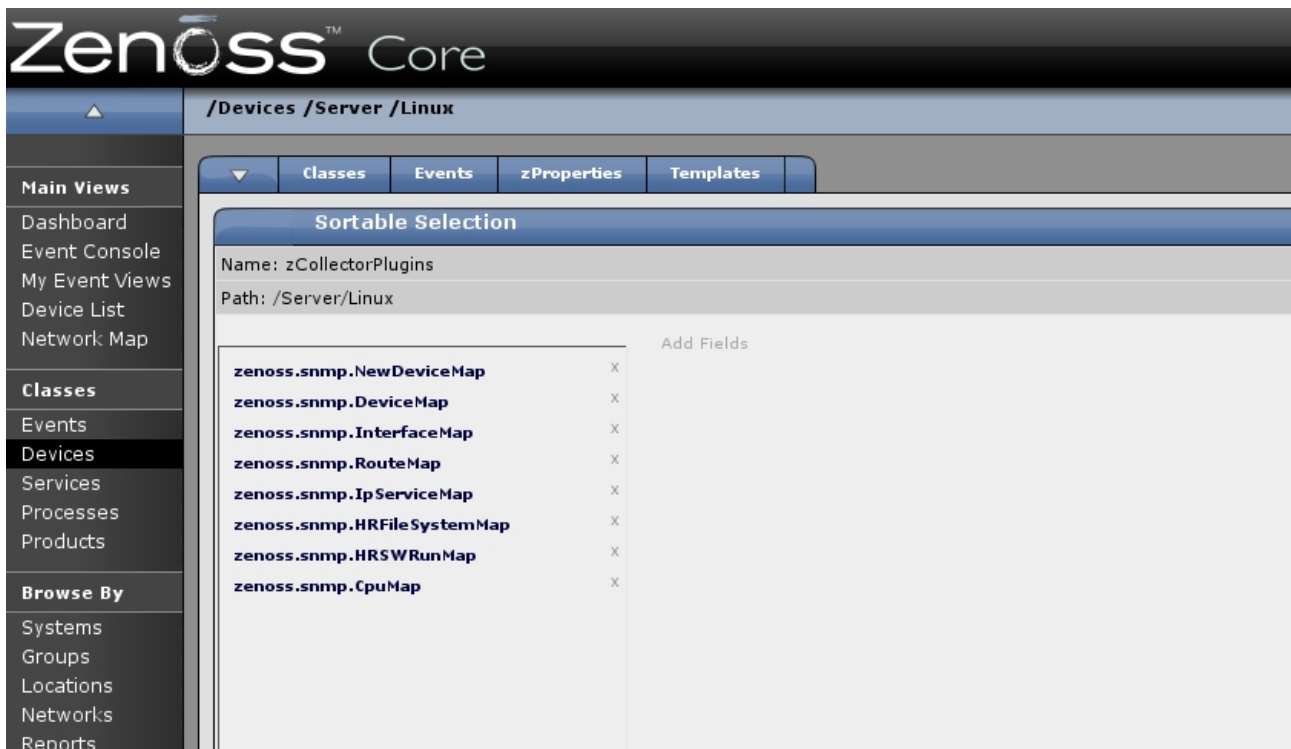 Zenoss™ Core
/Devices /Server /Linux
Classes Events zProperties Templates
Main Views
Dashboard
Event Console
My Event Views
Device List
Network Map
Classes
Events
Devices
Services
Processes
Products
Browse By
Systems
Groups
Locations
Networks
Reports
Sortable Selection
Name: zCollectorPlugins
Path: /Server/Linux
Add Fields
zenoss.snmp.NewDeviceMap x
zenoss.snmp.DeviceMap x
zenoss.snmp.InterfaceMap x
zenoss.snmp.RouteMap x
zenoss.snmp.IpServiceMap x
zenoss.snmp.HRFileSystemMap x
zenoss.snmp.HRSWRunMap x
zenoss.snmp.CpuMap x